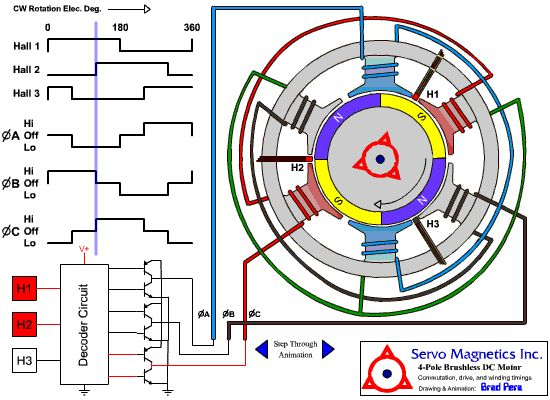 CW Rotation Elec. Deg.
0 180 360
Hall 1
Hall 2
Hall 3
Hi
ØA Off
Lo
Hi
ØB Off
Lo
Hi
ØC Off
Lo
V+
H1
H2
H3
Decoder Circuit
ØA ØB ØC
Step Through
Animation
H1
H2
H3
N
S
N
S
Servo Magnetics Inc.
4-Pole Brushless DC Motor
Commutation, drive, and winding timings
Drawing & Animation: Brad Pera